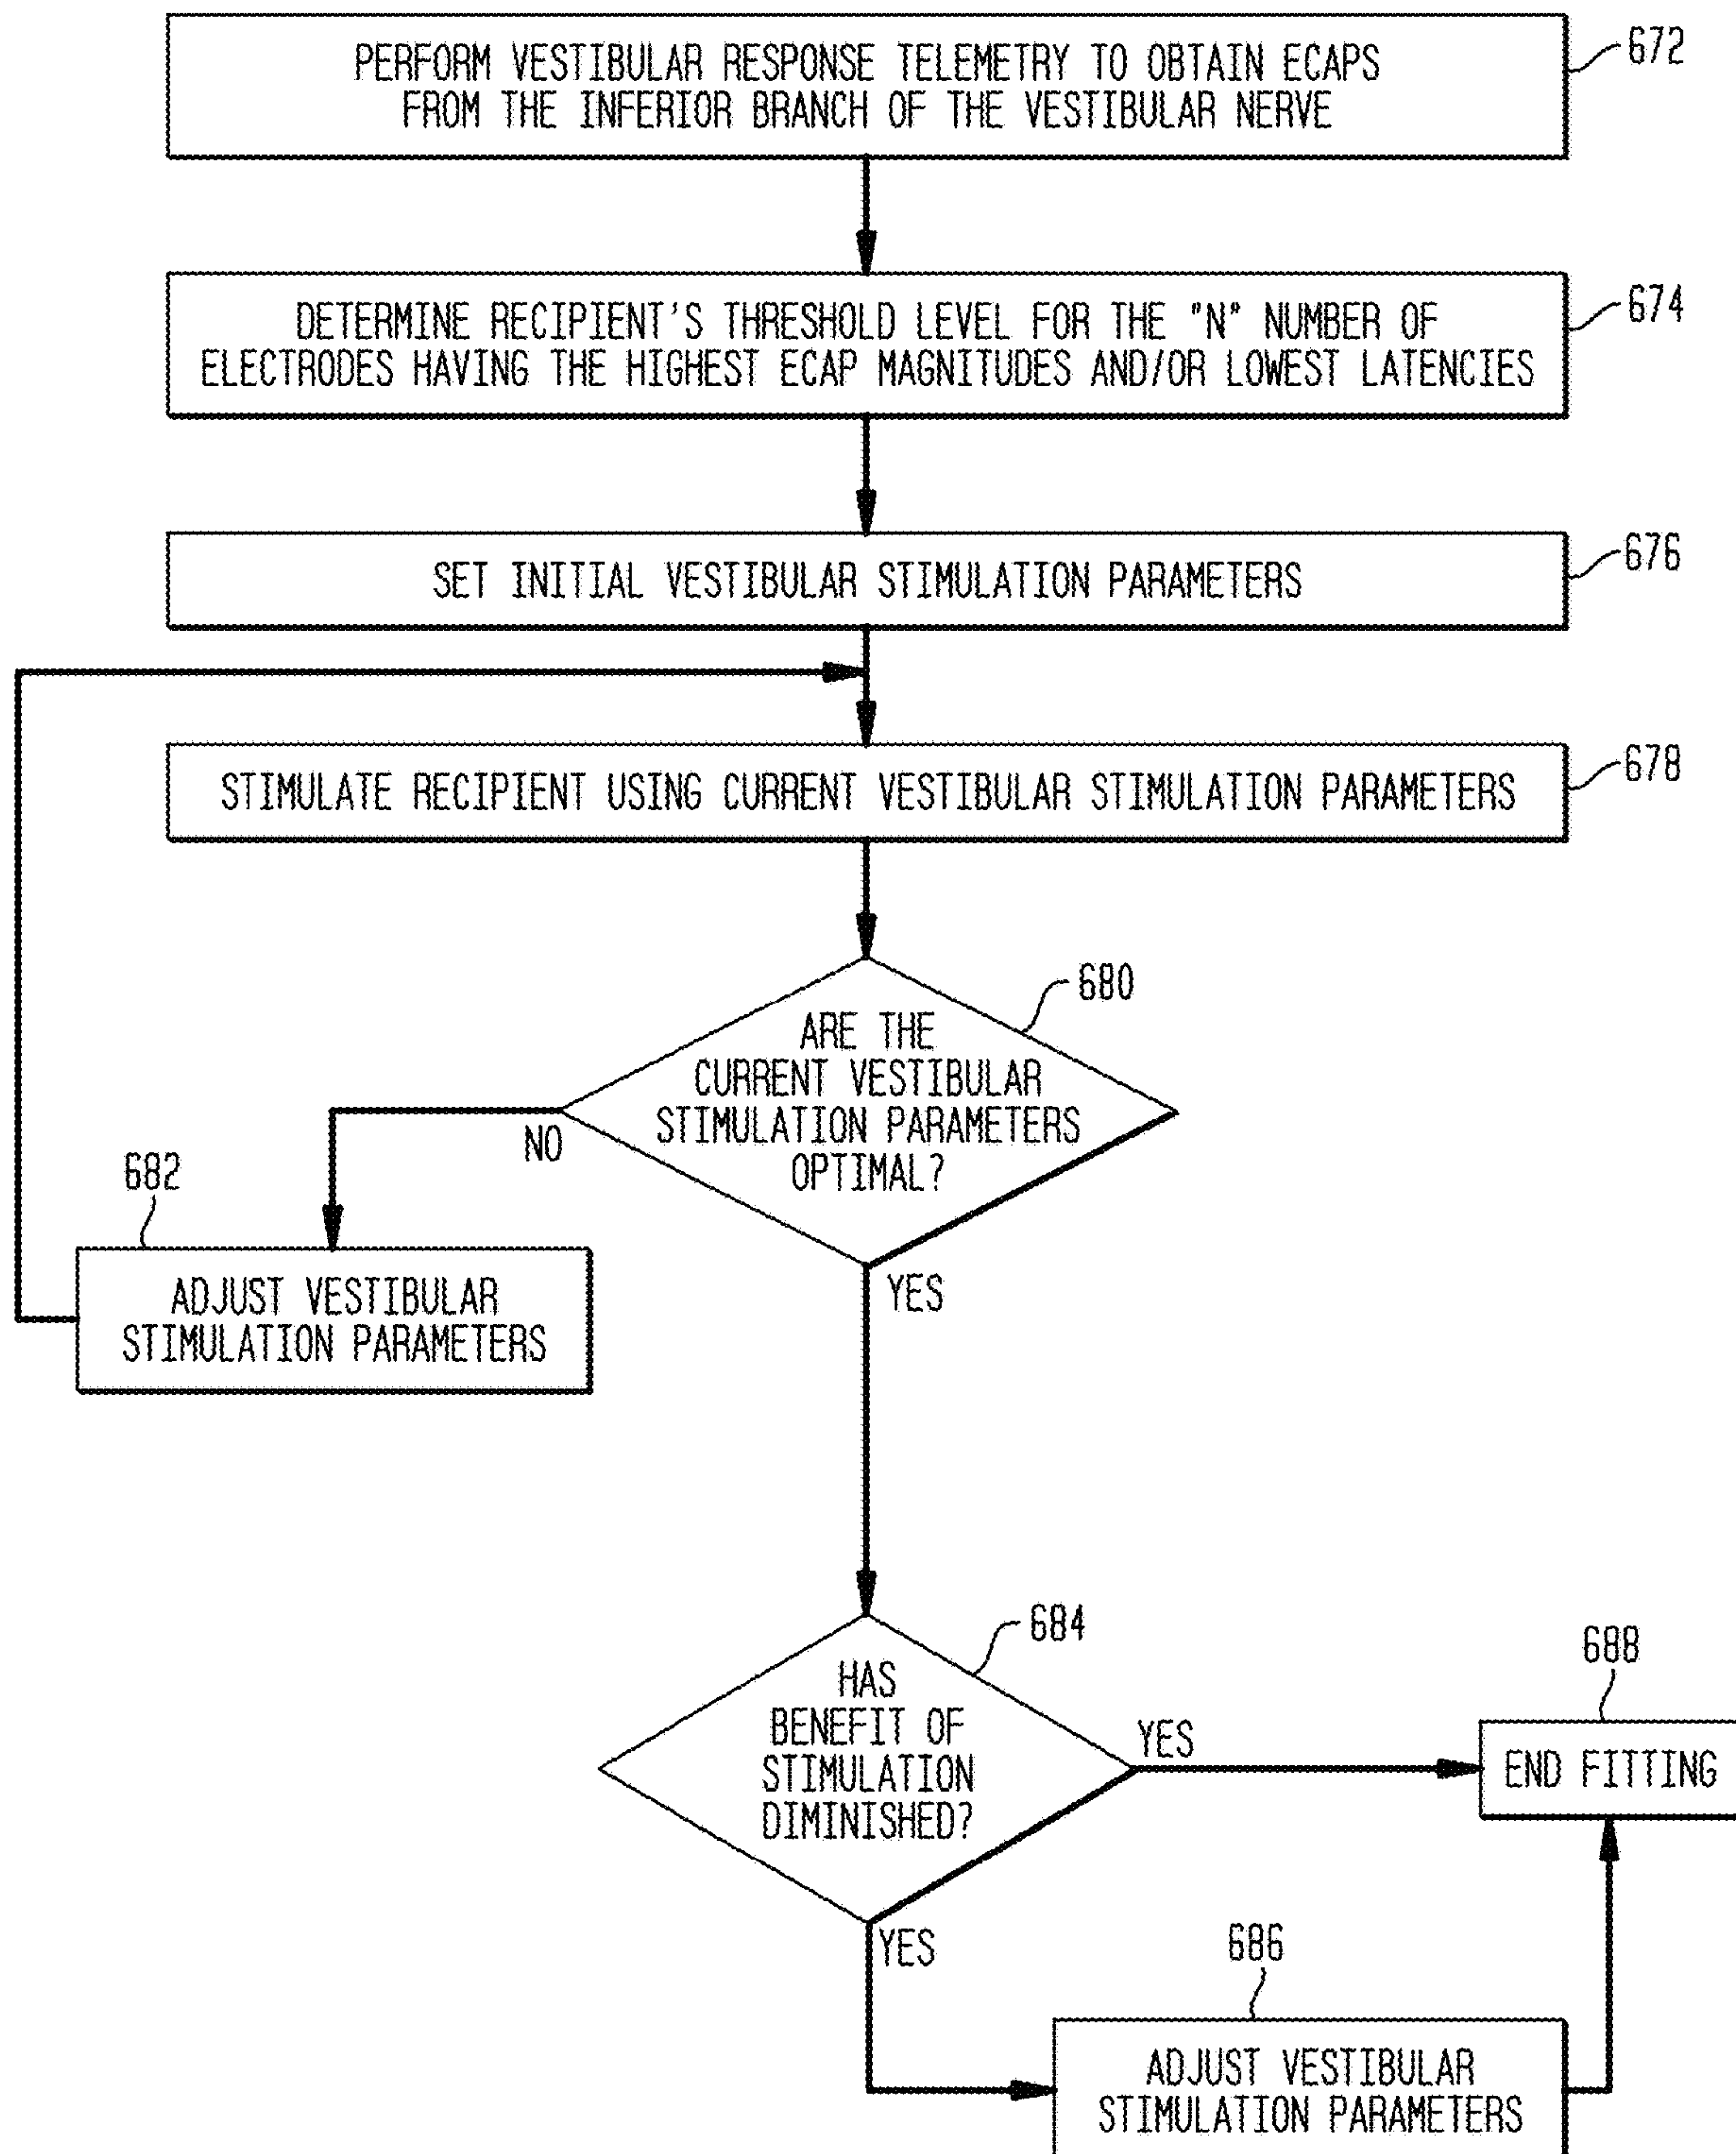 PERFORM VESTIBULAR RESPONSE TELEMETRY TO OBTAIN ECAPS
FROM THE INFERIOR BRANCH OF THE VESTIBULAR NERVE
672
DETERMINE RECIPIENT'S THRESHOLD LEVEL FOR THE "N" NUMBER OF
ELECTRODES HAVING THE HIGHEST ECAP MAGNITUDES AND/OR LOWEST LATENCIES
674
SET INITIAL VESTIBULAR STIMULATION PARAMETERS
676
STIMULATE RECIPIENT USING CURRENT VESTIBULAR STIMULATION PARAMETERS
678
680
ARE THE
CURRENT VESTIBULAR
STIMULATION PARAMETERS
OPTIMAL?
NO
YES
682
ADJUST VESTIBULAR
STIMULATION PARAMETERS
684
HAS
BENEFIT OF
STIMULATION
DIMINISHED?
YES
688
END FITTING
YES
686
ADJUST VESTIBULAR
STIMULATION PARAMETERS